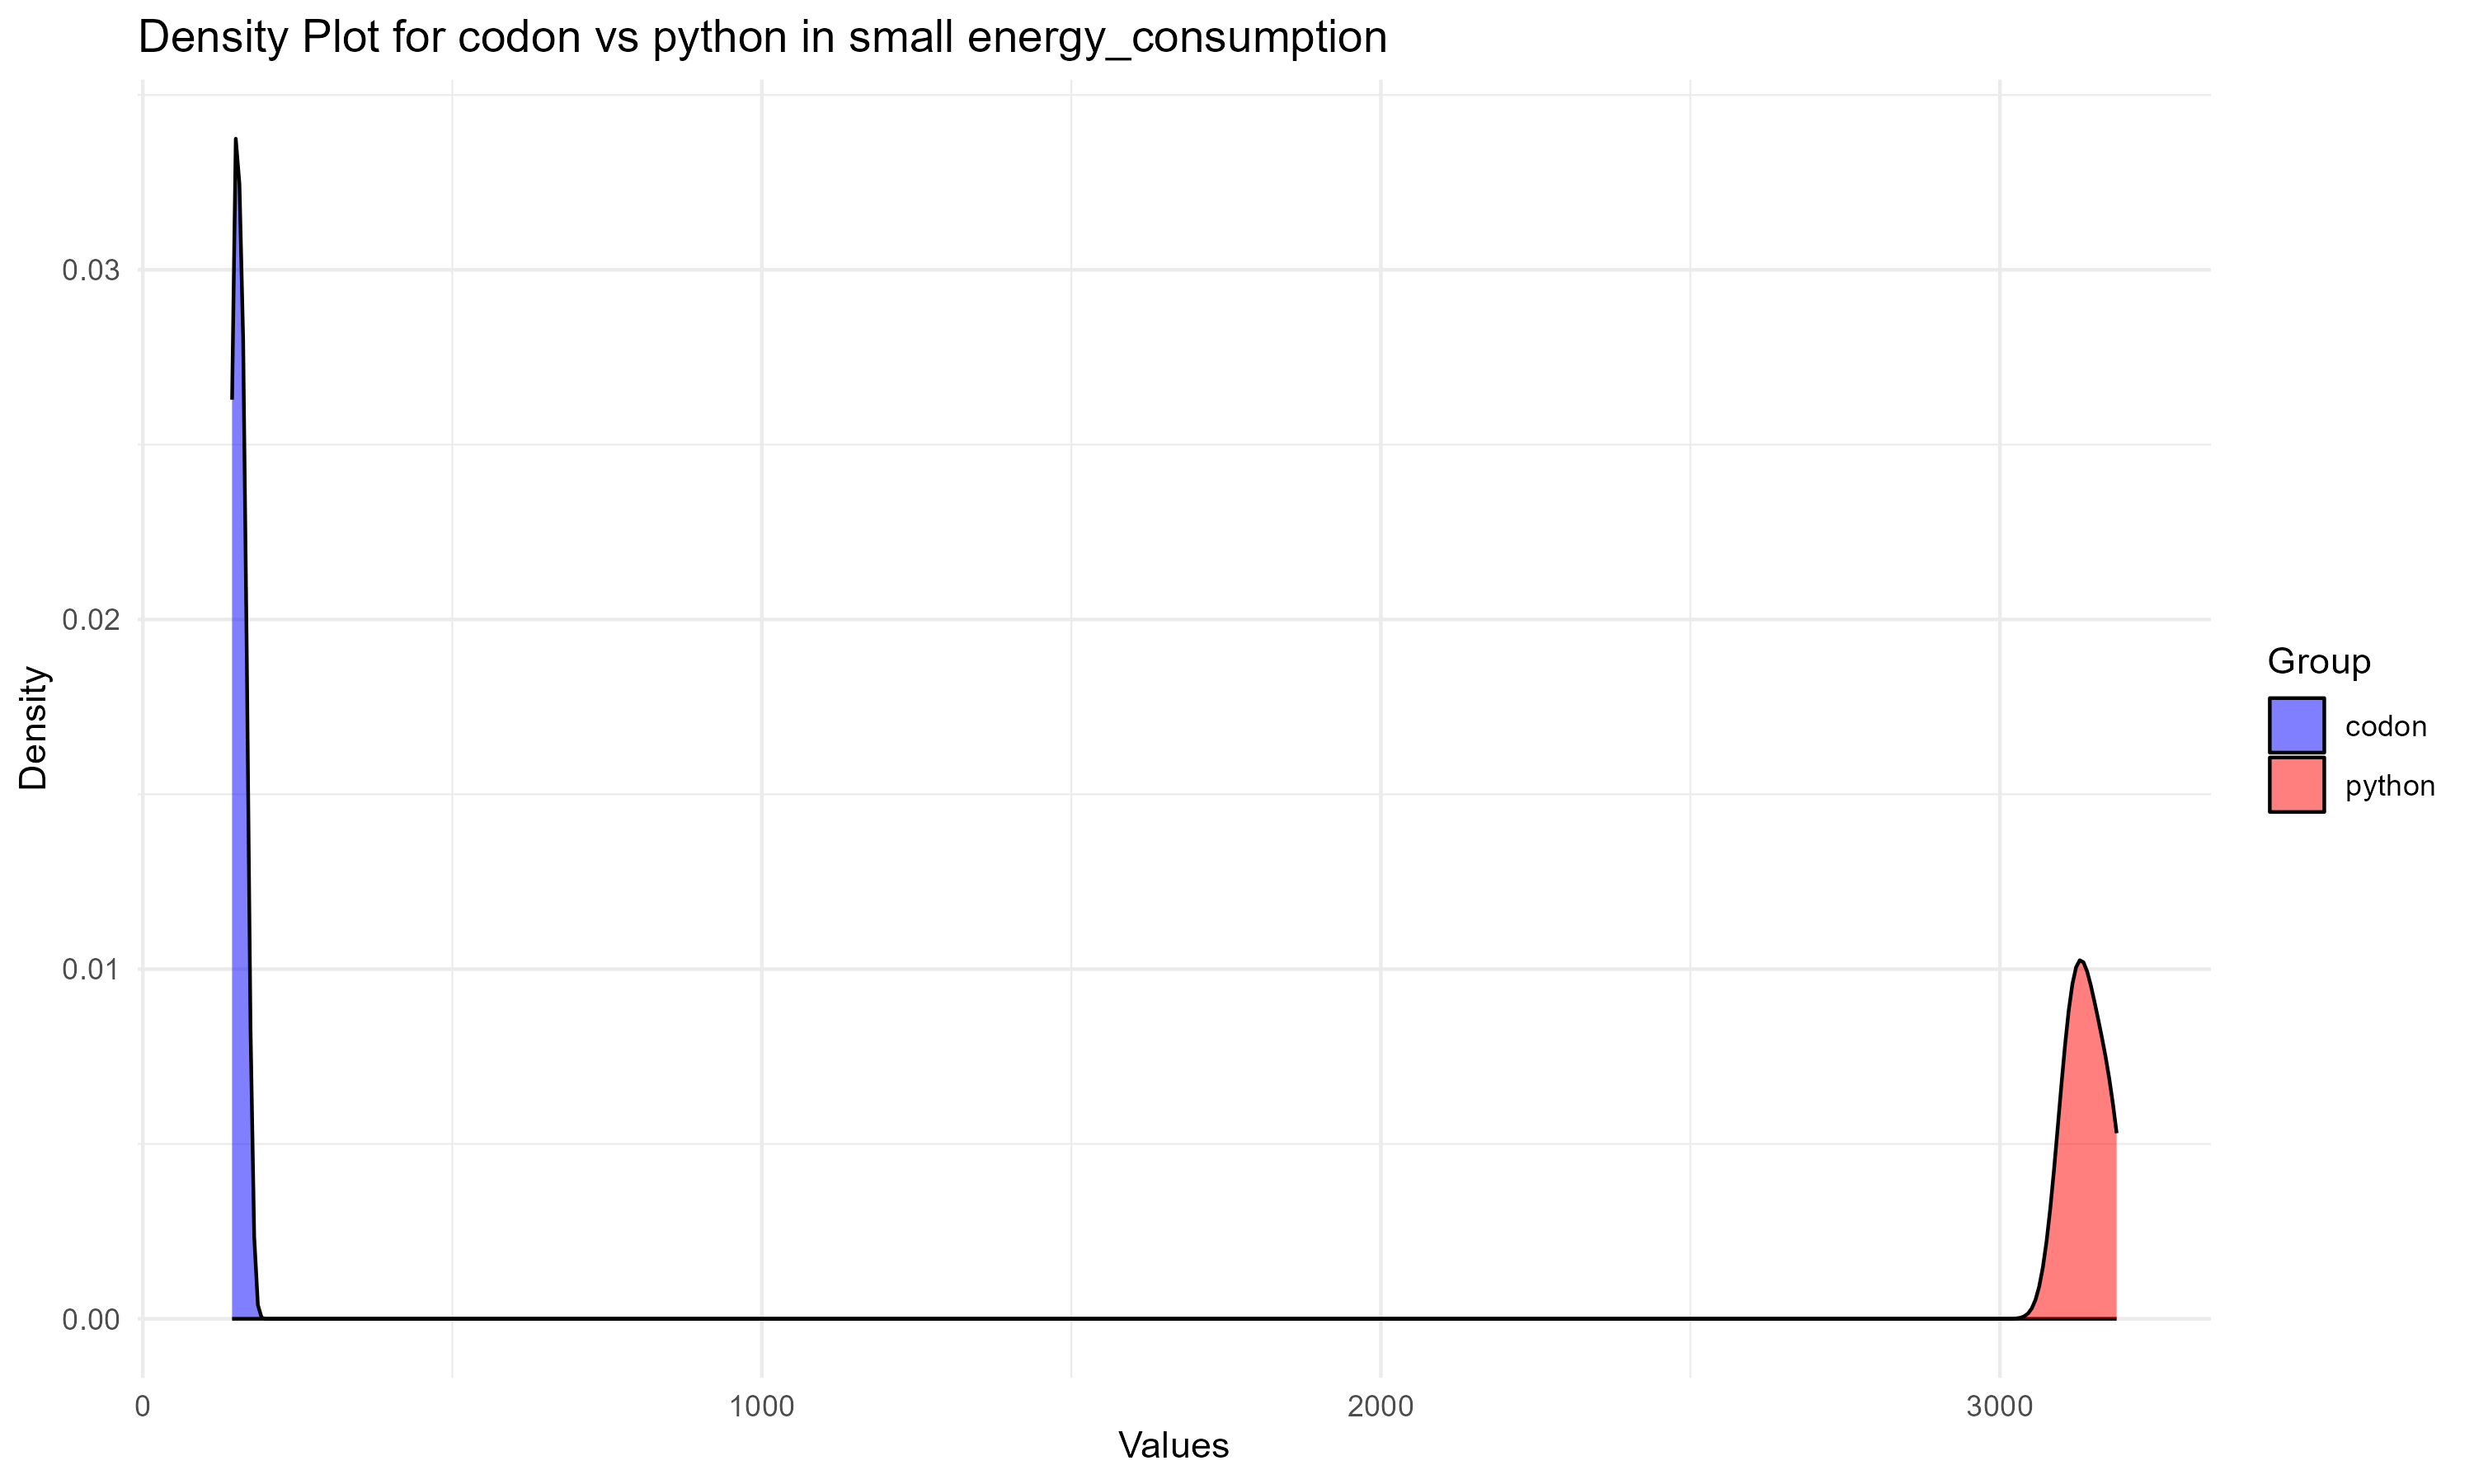 Density Plot for codon vs python in small energy_consumption
0.03
0.02
0.01
0.00
Density
0
1000
2000
3000
Values
Group
codon
python